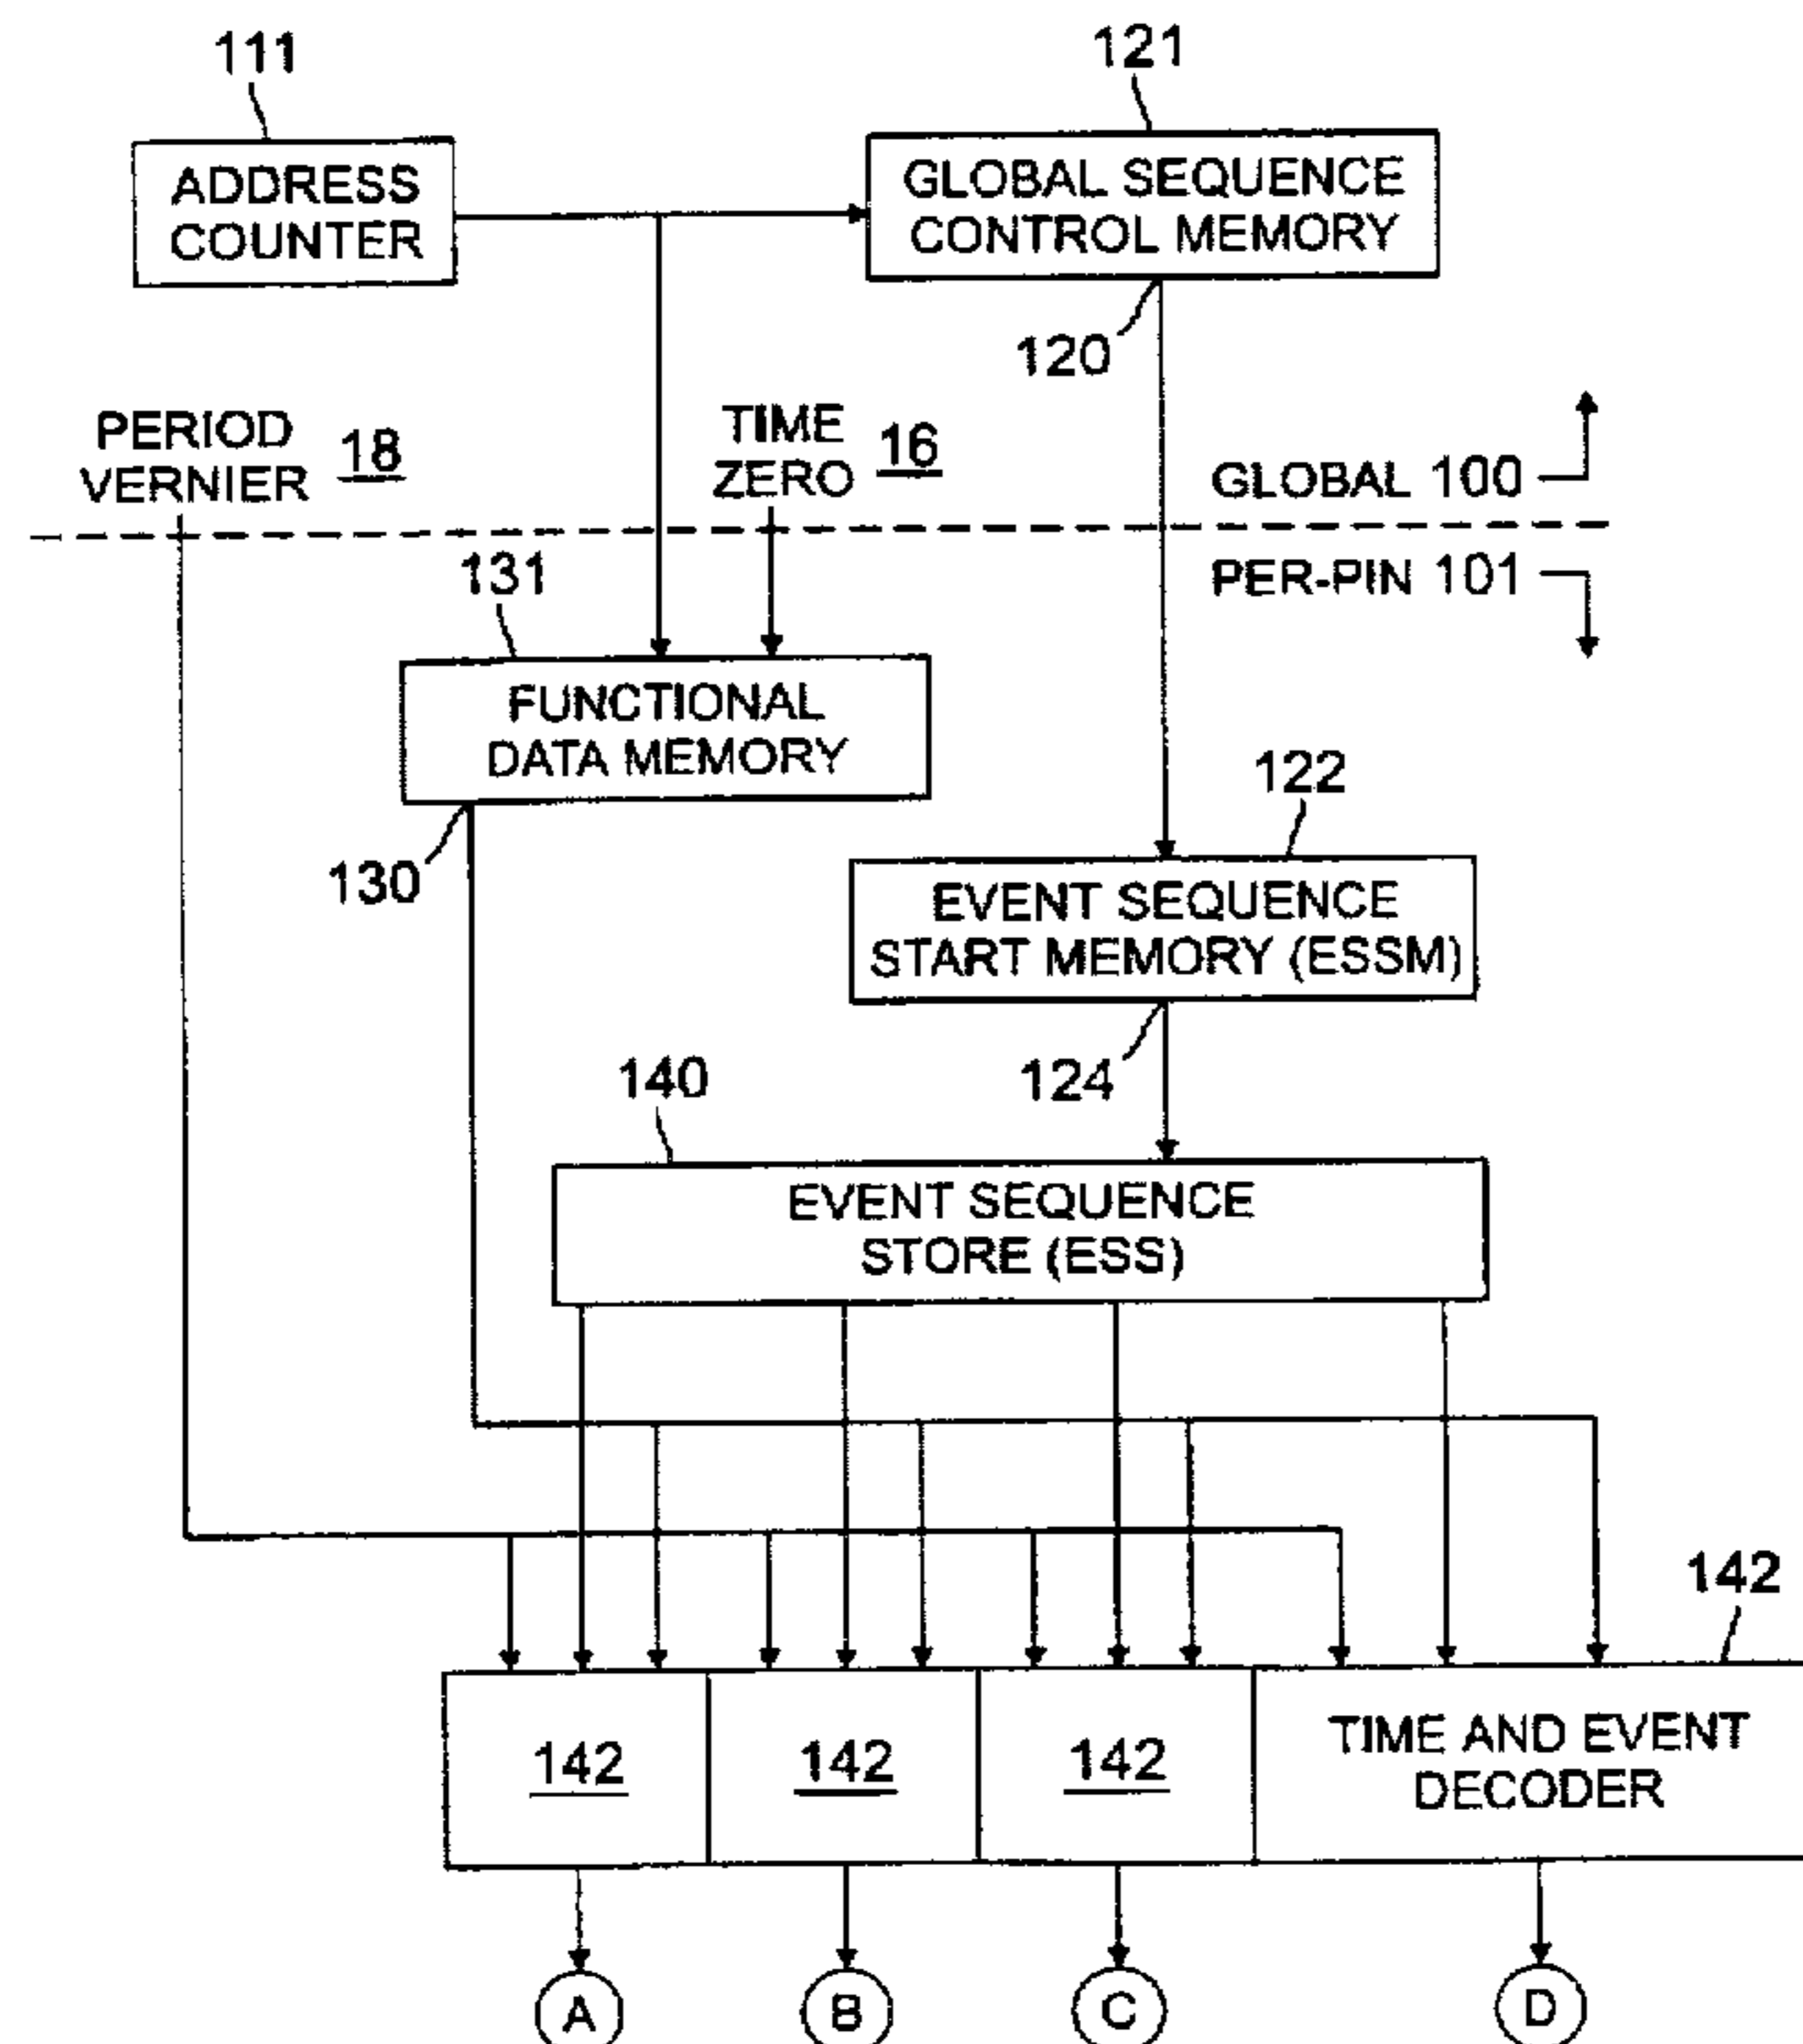 111
121
ADDRESS
COUNTER
GLOBAL SEQUENCE
CONTROL MEMORY
120
PERIOD
VERNIER 18
TIME
ZERO 16
GLOBAL 100
PER-PIN 101
131
FUNCTIONAL
DATA MEMORY
130
122
EVENT SEQUENCE
START MEMORY (ESSM)
124
140
EVENT SEQUENCE
STORE (ESS)
142
142
142
142
TIME AND EVENT
DECODER
A
B
C
D